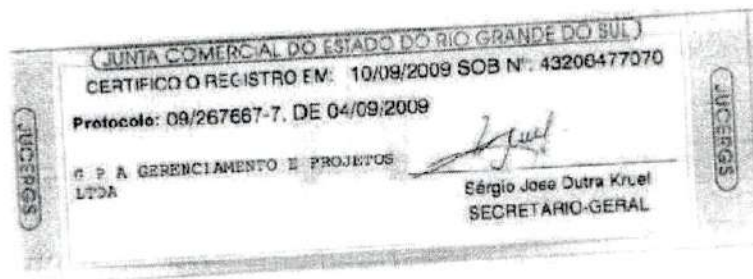 JUNTA COMERCIAL DO ESTADO DO RIO GRANDE DO SUL
CERTIFICO O REGISTRO EM: 10/09/2009 SOB Nº: 43206477070
Protocolo: 09/267667-7, DE 04/09/2009
G P A GERENCIAMENTO E PROJETOS
LTDA
Sérgio Jose Dutra Kruel
SECRETÁRIO-GERAL
JUCERGS
JUCERGS